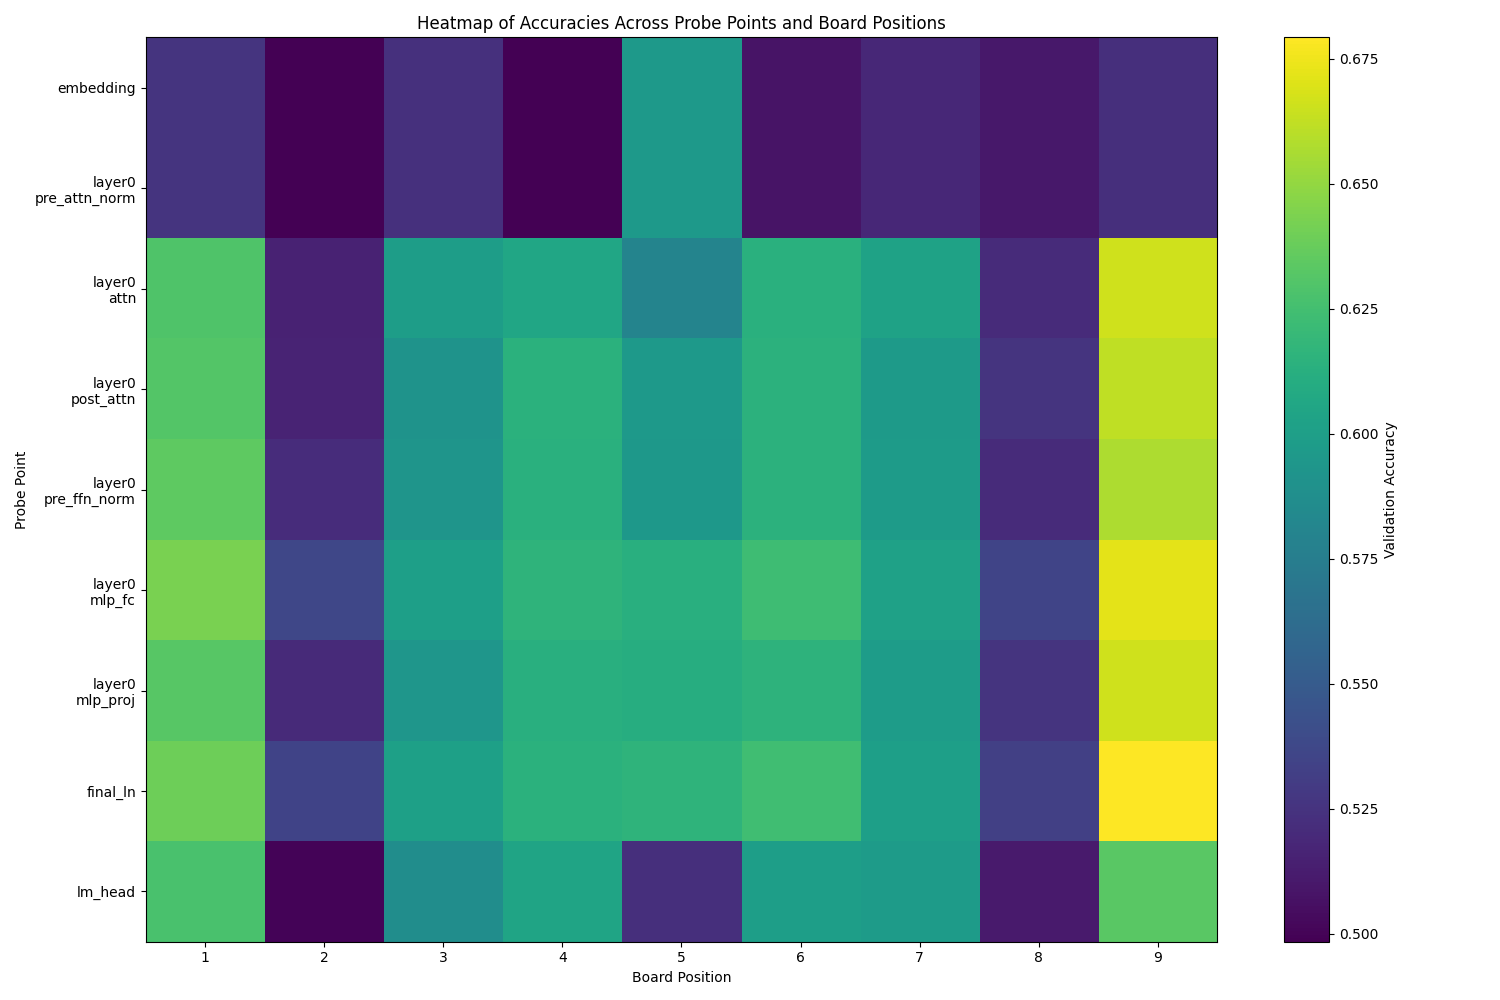 Heatmap of Accuracies Across Probe Points and Board Positions
Probe Point
embedding
layer0
pre_attn_norm
layer0
attn
layer0
post_attn
layer0
pre_ffn_norm
layer0
mlp_fc
layer0
mlp_proj
final_ln
lm_head
1 2 3 4 5 6 7 8 9
Board Position
0.675
0.650
0.625
0.600
0.575
0.550
0.525
0.500
Validation Accuracy